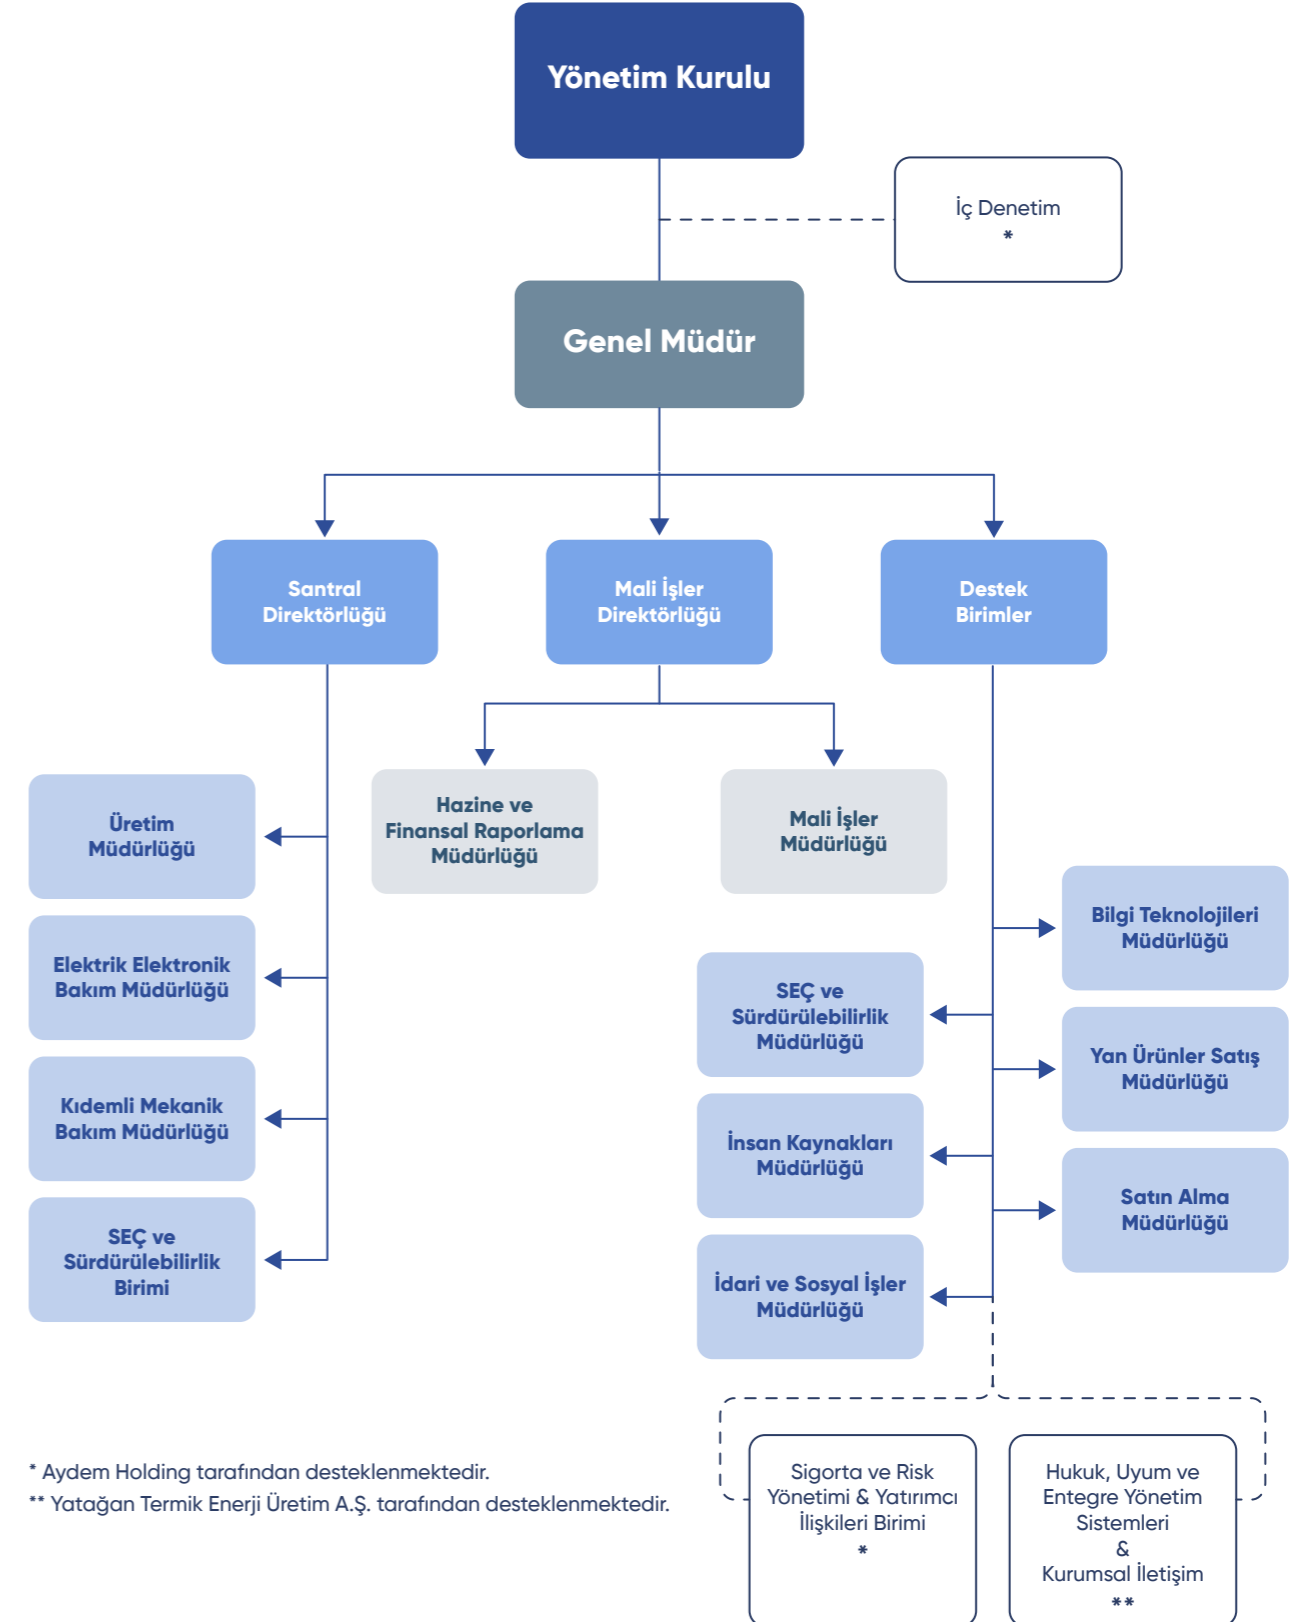 Yönetim Kurulu
İç Denetim
*
Genel Müdür
Santral
Direktörlüğü
Mali İşler
Direktörlüğü
Destek
Birimler
Üretim
Müdürlüğü
Elektrik Elektronik
Bakım Müdürlüğü
Kıdemli Mekanik
Bakım Müdürlüğü
SEÇ ve
Sürdürülebilirlik
Birimi
Hazine ve
Finansal Raporlama
Müdürlüğü
Mali İşler
Müdürlüğü
SEÇ ve
Sürdürülebilirlik
Müdürlüğü
İnsan Kaynakları
Müdürlüğü
İdari ve Sosyal İşler
Müdürlüğü
Bilgi Teknolojileri
Müdürlüğü
Yan Ürünler Satış
Müdürlüğü
Satın Alma
Müdürlüğü
Sigorta ve Risk
Yönetimi & Yatırımcı
İlişkileri Birimi
*
Hukuk, Uyum ve
Entegre Yönetim
Sistemleri
&
Kurumsal İletişim
**
* Aydem Holding tarafından desteklenmektedir.
** Yatağan Termik Enerji Üretim A.Ş. tarafından desteklenmektedir.